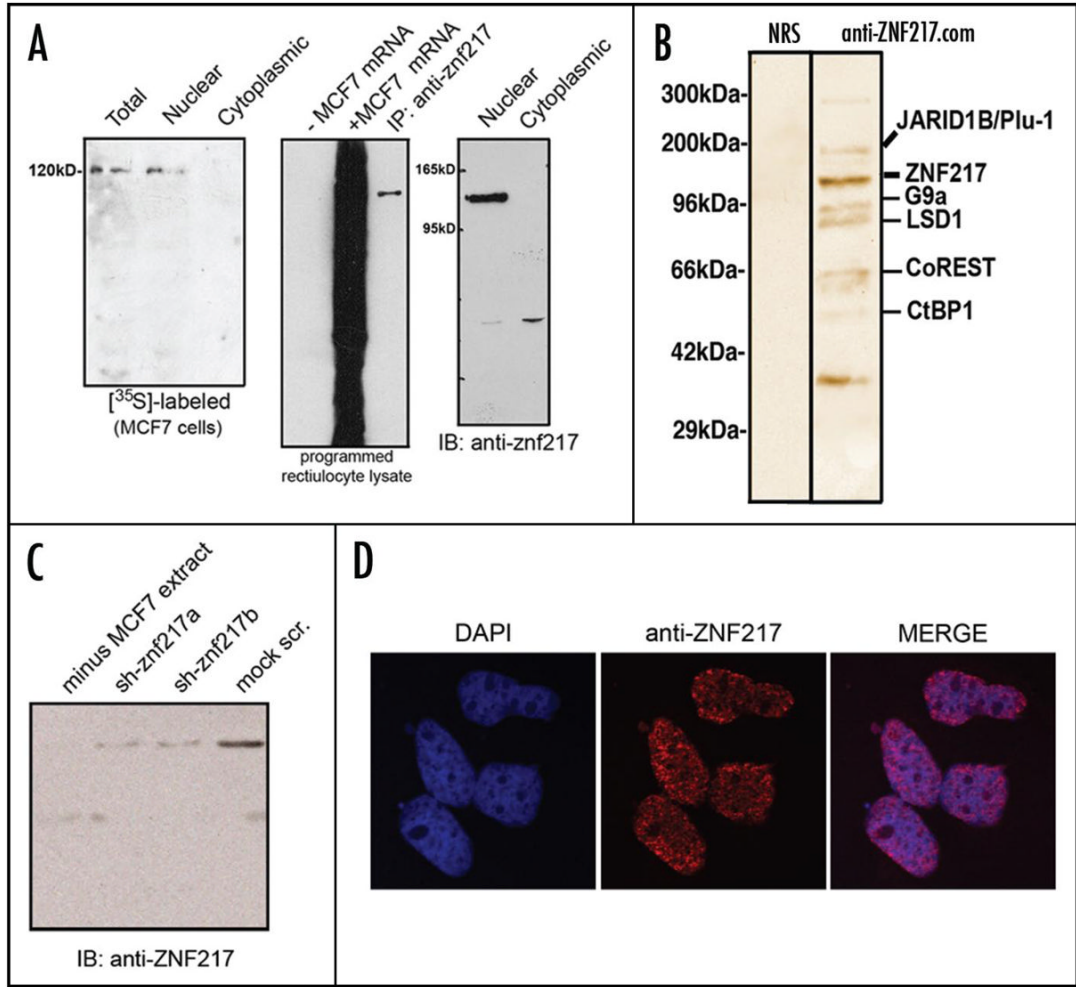 A
Total
Nuclear
Cytoplasmic
120kD-
[³⁵S]-labeled
(MCF7 cells)
- MCF7 mRNA
+MCF7 mRNA
IP: anti-znf217
programmed
rectiulocyte lysate
Nuclear
Cytoplasmic
165kD-
95kD-
IB: anti-znf217
B
NRS
anti-ZNF217.com
300kDa-
200kDa-
96kDa-
66kDa-
42kDa-
29kDa-
JARID1B/Plu-1
ZNF217
G9a
LSD1
CoREST
CtBP1
C
minus MCF7 extract
sh-znf217a
sh-znf217b
mock scr.
IB: anti-ZNF217
D
DAPI
anti-ZNF217
MERGE